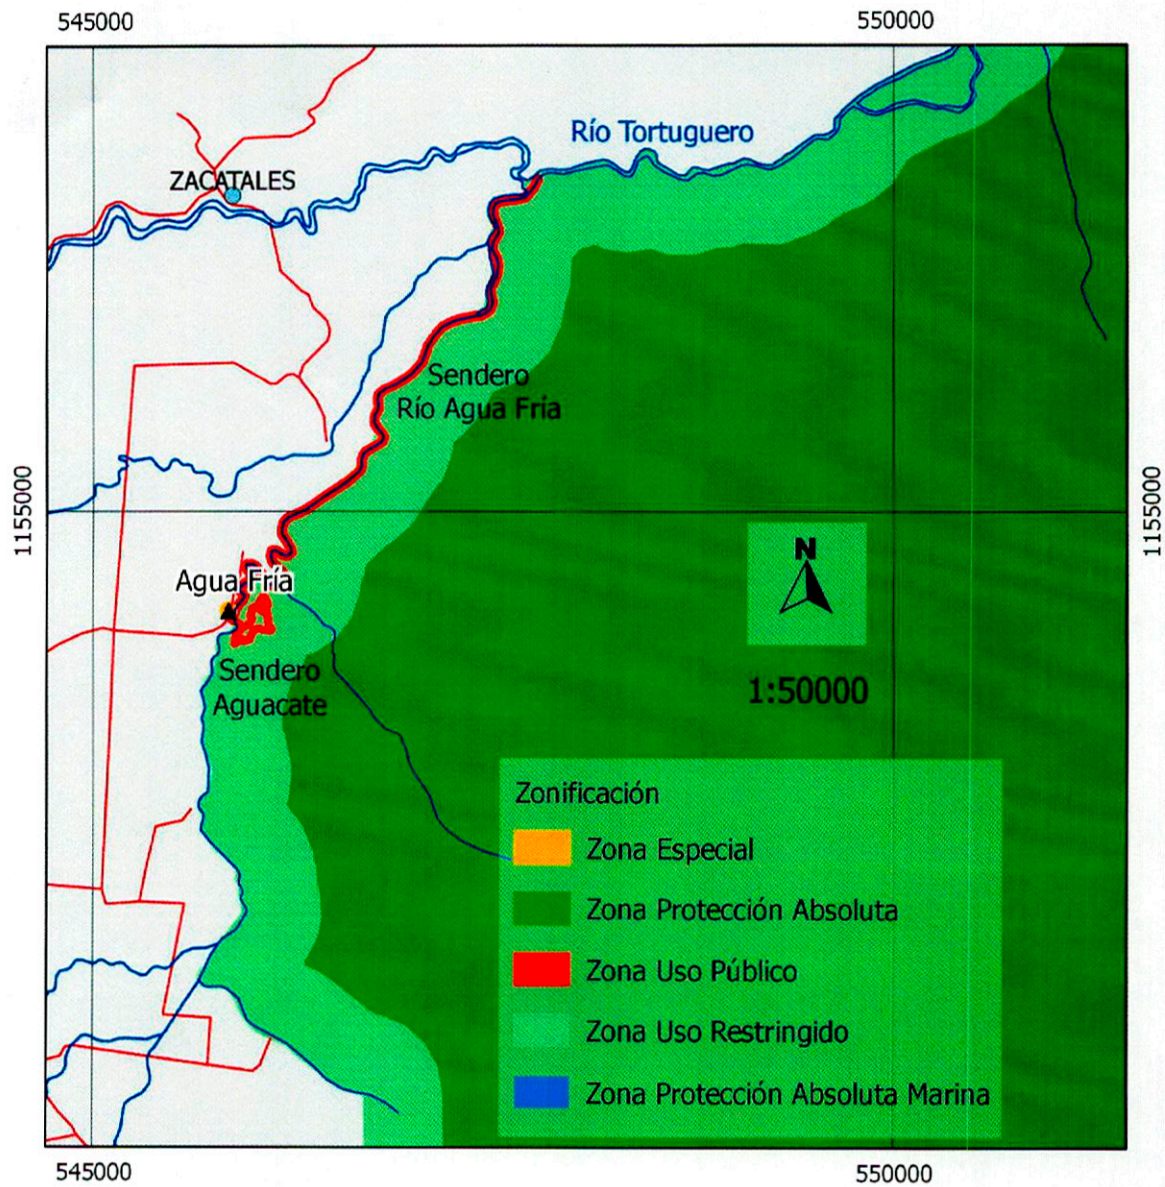 545000
550000
Río Tortuguero
ZACATALES
Sendero
Río Agua Fría
1155000
1155000
N
Agua Fría
Sendero
Aguacate
1:50000
Zonificación
Zona Especial
Zona Protección Absoluta
Zona Uso Público
Zona Uso Restringido
Zona Protección Absoluta Marina
545000
550000